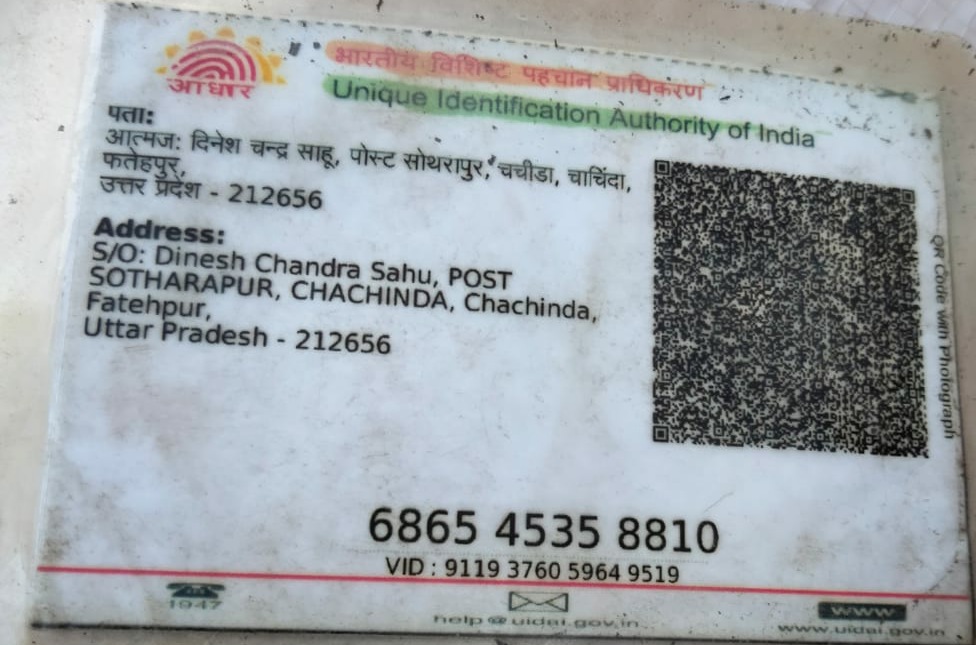 आधार
भारतीय विशिष्ट पहचान प्राधिकरण
Unique Identification Authority of India
पता:
आत्मज: दिनेश चन्द्र साहू, पोस्ट सोथरापुर, चचीडा, चाचिंदा,
फतेहपुर,
उत्तर प्रदेश - 212656
Address:
S/O: Dinesh Chandra Sahu, POST
SOTHARAPUR, CHACHINDA, Chachinda,
Fatehpur,
Uttar Pradesh - 212656
QR Code with Photograph
6865 4535 8810
VID : 9119 3760 5964 9519
1947
help@uidai.gov.in
www
www.uidai.gov.in